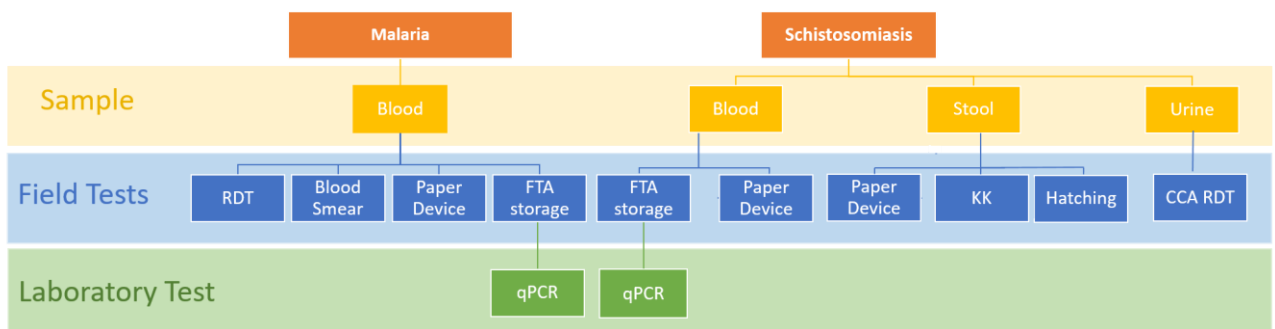 Malaria
Schistosomiasis
Sample
Blood
Blood
Stool
Urine
Field Tests
RDT
Blood
Smear
Paper
Device
FTA
storage
FTA
storage
Paper
Device
Paper
Device
KK
Hatching
CCA RDT
Laboratory Test
qPCR
qPCR